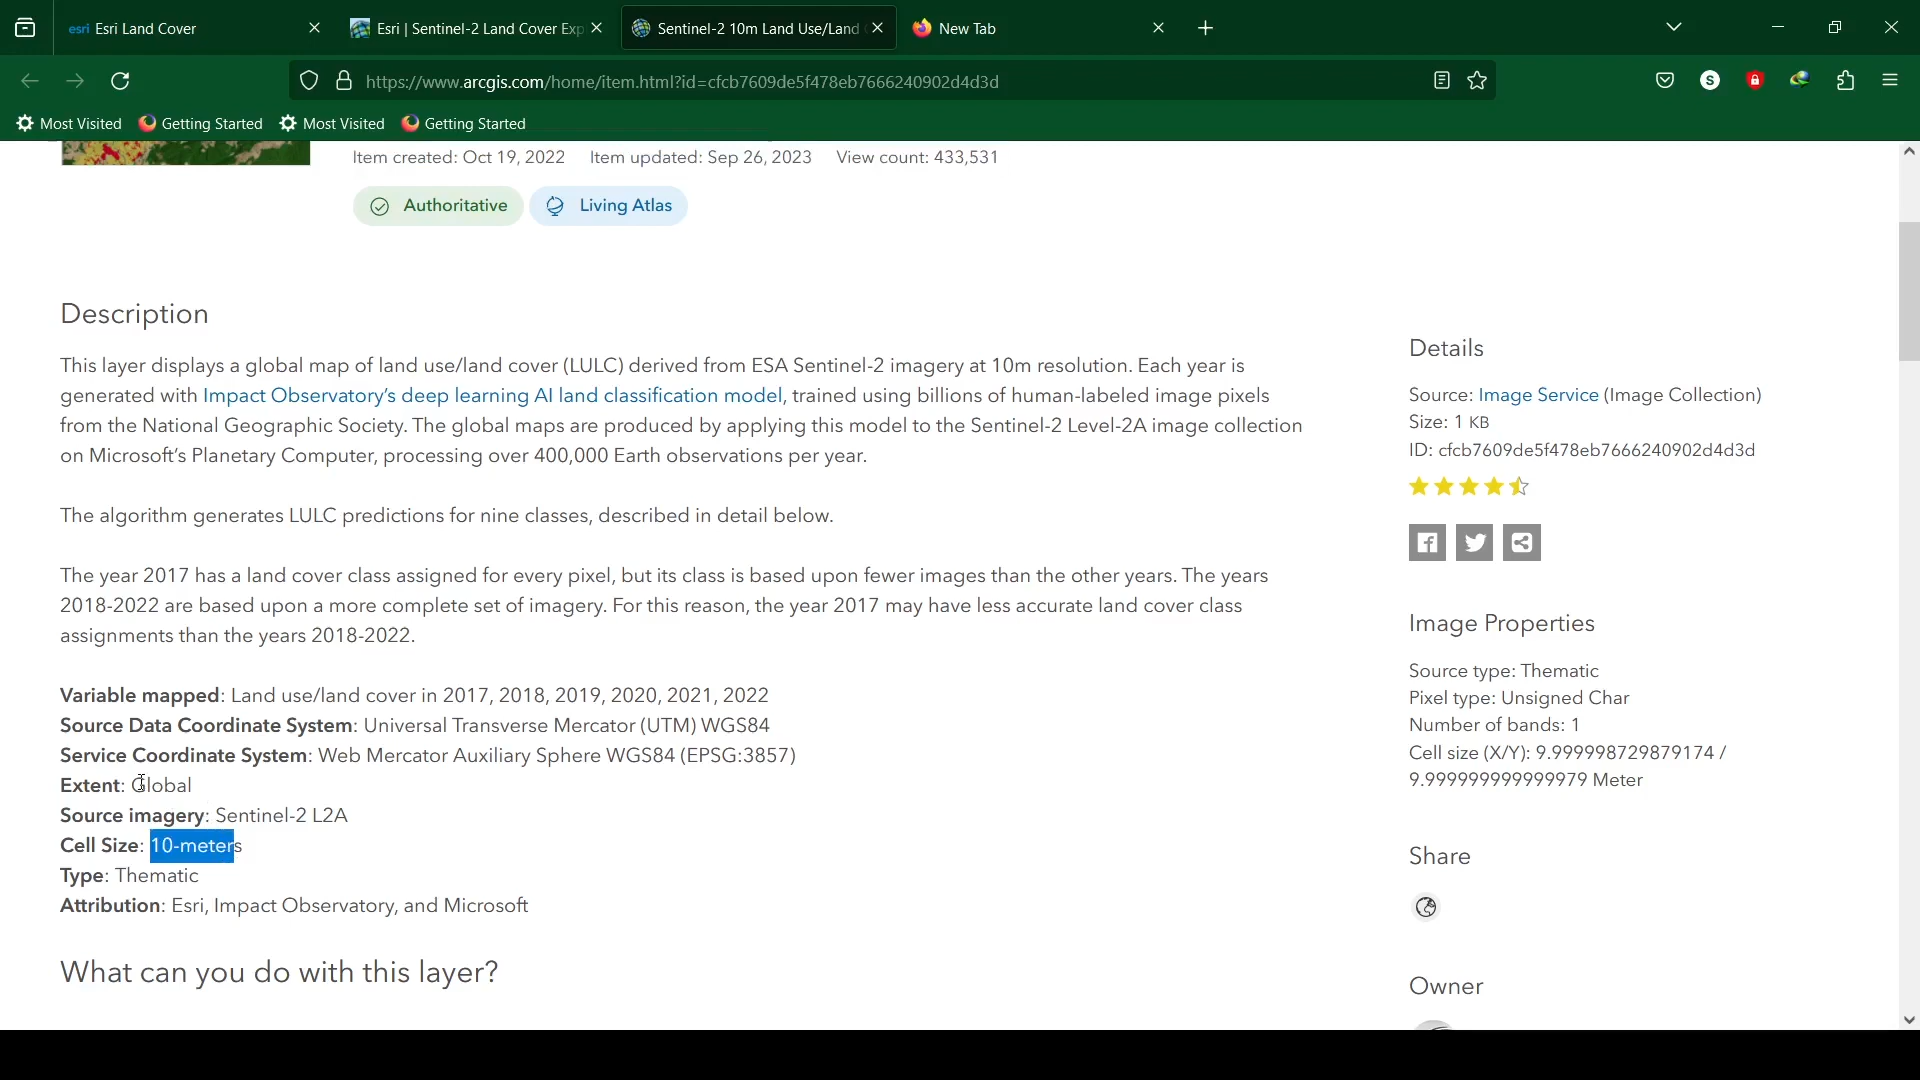 esri Esri Land Cover
Esri | Sentinel-2 Land Cover Exp
Sentinel-2 10m Land Use/Land
New Tab
https://www.arcgis.com/home/item.html?id=cfcb7609de5f478eb7666240902d4d3d
S
Most Visited
Getting Started
Most Visited
Getting Started
Item created: Oct 19, 2022 Item updated: Sep 26, 2023 View count: 433,531
Authoritative
Living Atlas
Description
This layer displays a global map of land use/land cover (LULC) derived from ESA Sentinel-2 imagery at 10m resolution. Each year is
generated with Impact Observatory’s deep learning AI land classification model, trained using billions of human-labeled image pixels
from the National Geographic Society. The global maps are produced by applying this model to the Sentinel-2 Level-2A image collection
on Microsoft’s Planetary Computer, processing over 400,000 Earth observations per year.
The algorithm generates LULC predictions for nine classes, described in detail below.
The year 2017 has a land cover class assigned for every pixel, but its class is based upon fewer images than the other years. The years
2018-2022 are based upon a more complete set of imagery. For this reason, the year 2017 may have less accurate land cover class
assignments than the years 2018-2022.
Variable mapped: Land use/land cover in 2017, 2018, 2019, 2020, 2021, 2022
Source Data Coordinate System: Universal Transverse Mercator (UTM) WGS84
Service Coordinate System: Web Mercator Auxiliary Sphere WGS84 (EPSG:3857)
Extent: Global
Source imagery: Sentinel-2 L2A
Cell Size: 10-meters
Type: Thematic
Attribution: Esri, Impact Observatory, and Microsoft
What can you do with this layer?
Details
Source: Image Service (Image Collection)
Size: 1 KB
ID: cfcb7609de5f478eb7666240902d4d3d
Image Properties
Source type: Thematic
Pixel type: Unsigned Char
Number of bands: 1
Cell size (X/Y): 9.999998729879174 /
9.999999999999979 Meter
Share
Owner